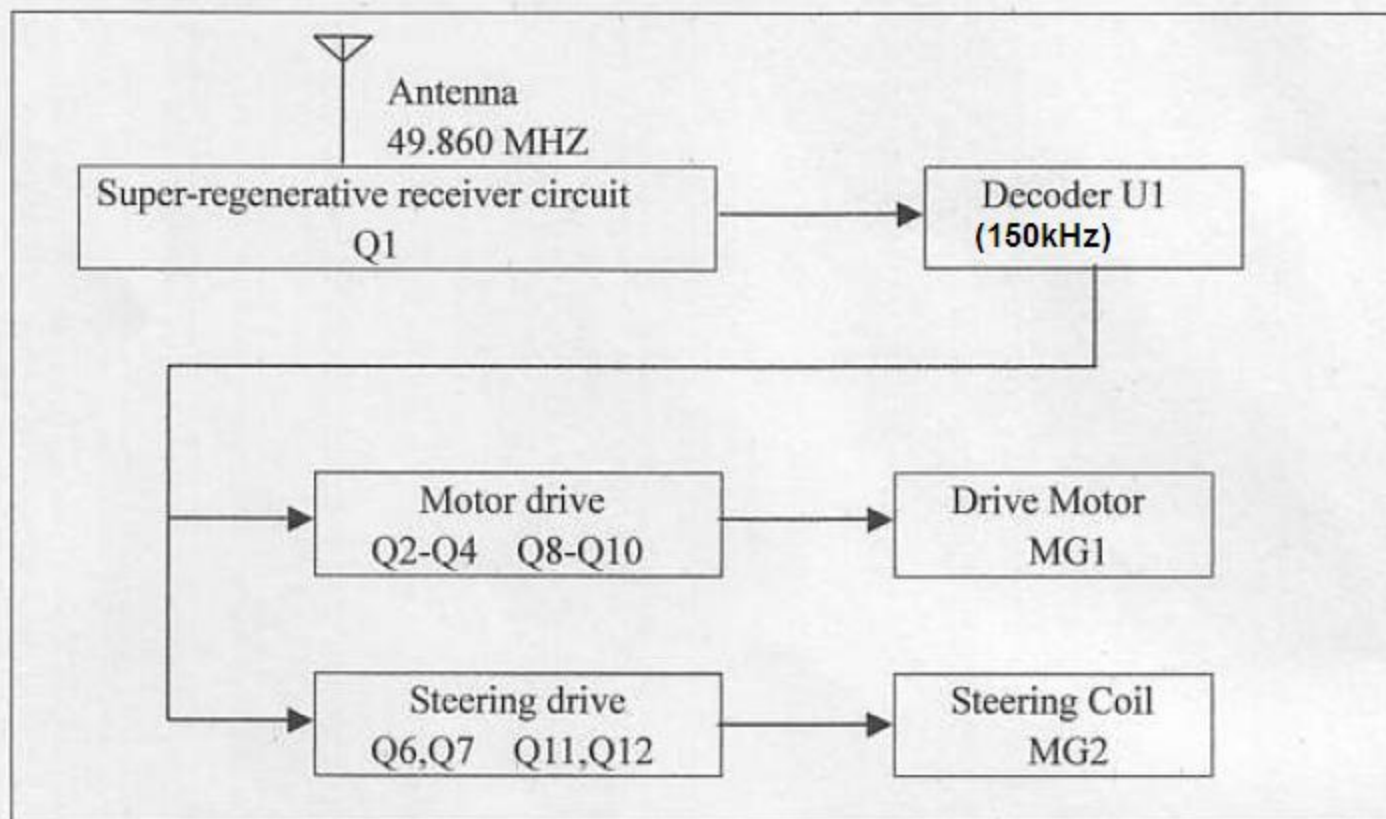 Antenna
49.860 MHZ
Super-regenerative receiver circuit
Q1
Decoder U1
(150kHz)
Motor drive
Q2-Q4 Q8-Q10
Drive Motor
MG1
Steering drive
Q6,Q7 Q11,Q12
Steering Coil
MG2